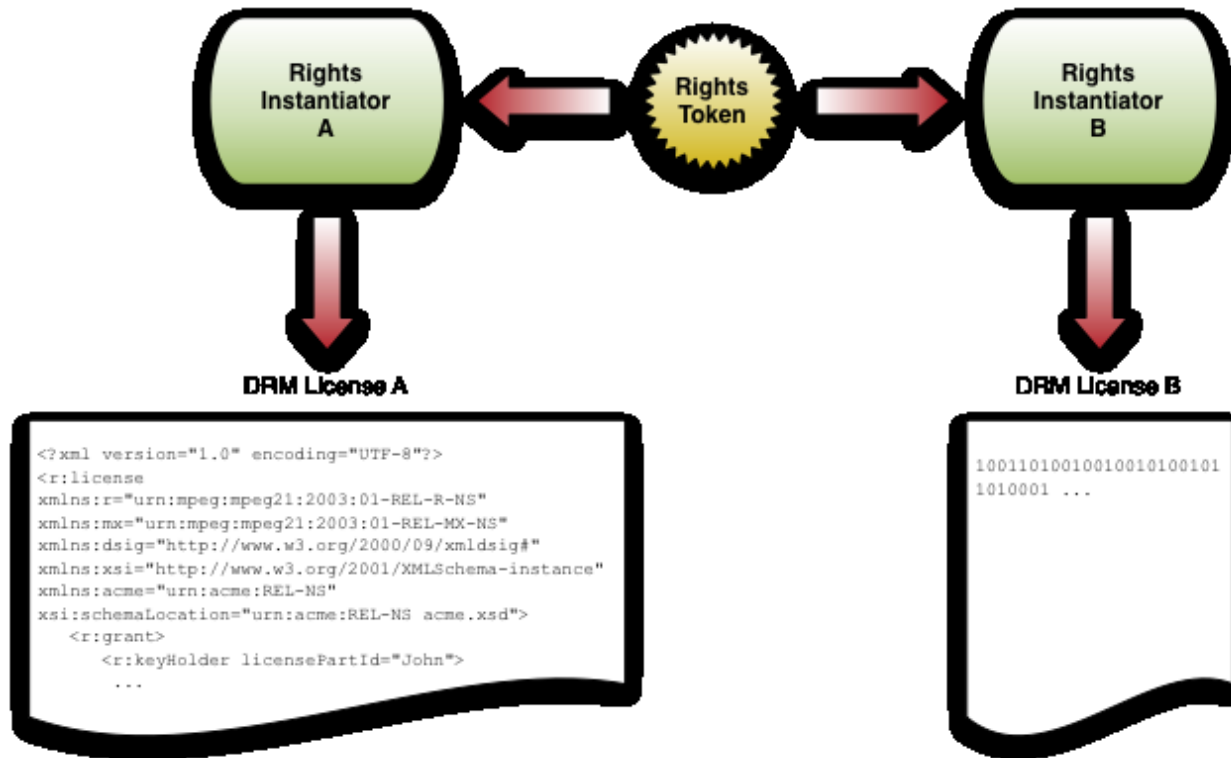 Rights
Instantiator
A
Rights
Token
Rights
Instantiator
B
DRM License A
DRM License B
<?xml version="1.0" encoding="UTF-8"?>
<r:license
xmlns:r="urn:mpeg:mpeg21:2003:01-REL-R-NS"
xmlns:mx="urn:mpeg:mpeg21:2003:01-REL-MX-NS"
xmlns:dsig="http://www.w3.org/2000/09/xmldsig#"
xmlns:xsi="http://www.w3.org/2001/XMLSchema-instance"
xmlns:acme="urn:acme:REL-NS"
xsi:schemaLocation="urn:acme:REL-NS acme.xsd">
<r:grant>
<r:keyHolder licensePartId="John">
...
10011010010010010100101
1010001 ...